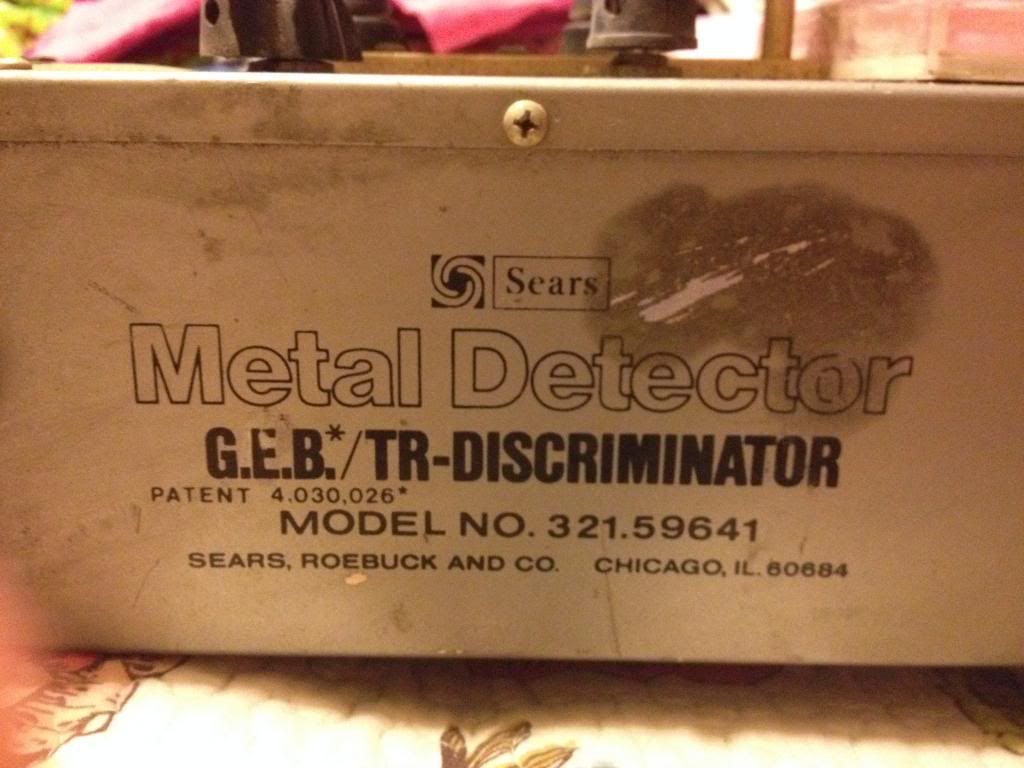 Sears
Metal Detector
G.E.B.*/TR-DISCRIMINATOR
PATENT 4,030,026*
MODEL NO. 321.59641
SEARS, ROEBUCK AND CO. CHICAGO, IL. 60684